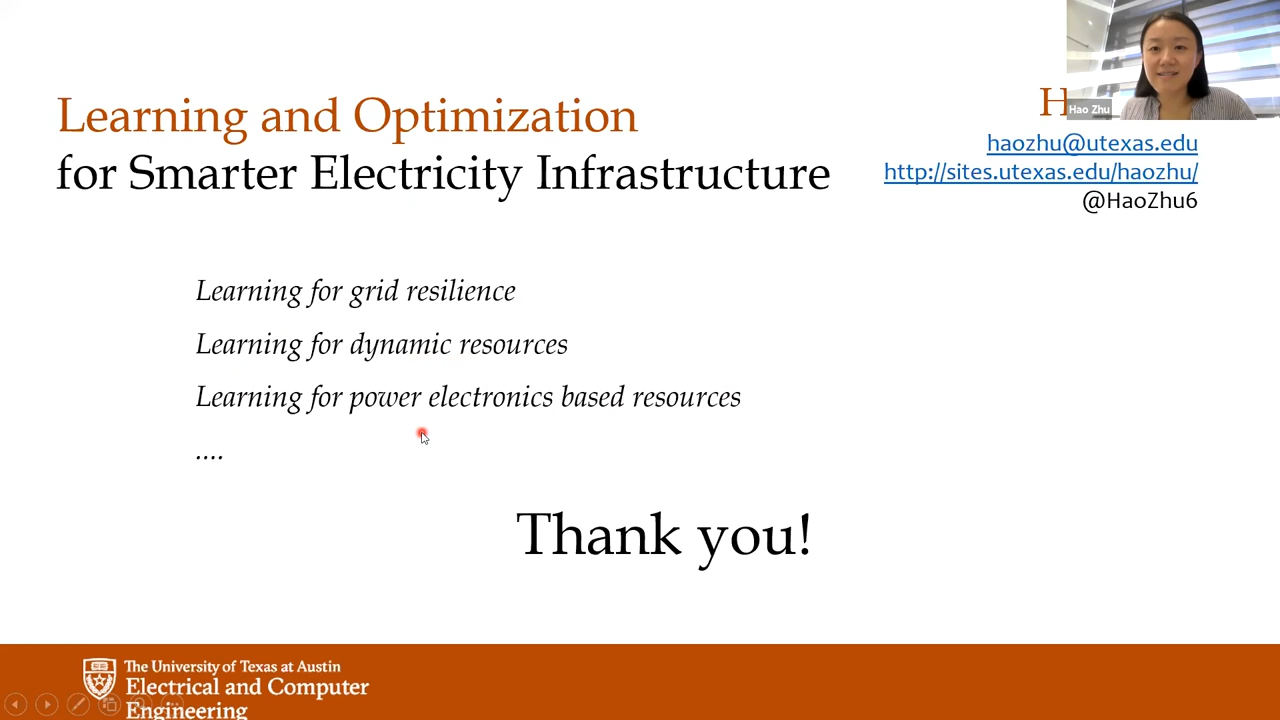 Learning and Optimization
for Smarter Electricity Infrastructure
H
Hao Zhu
haozhu@utexas.edu
http://sites.utexas.edu/haozhu/
@HaoZhu6
Learning for grid resilience
Learning for dynamic resources
Learning for power electronics based resources
....
Thank you!
The University of Texas at Austin
Electrical and Computer
Engineering